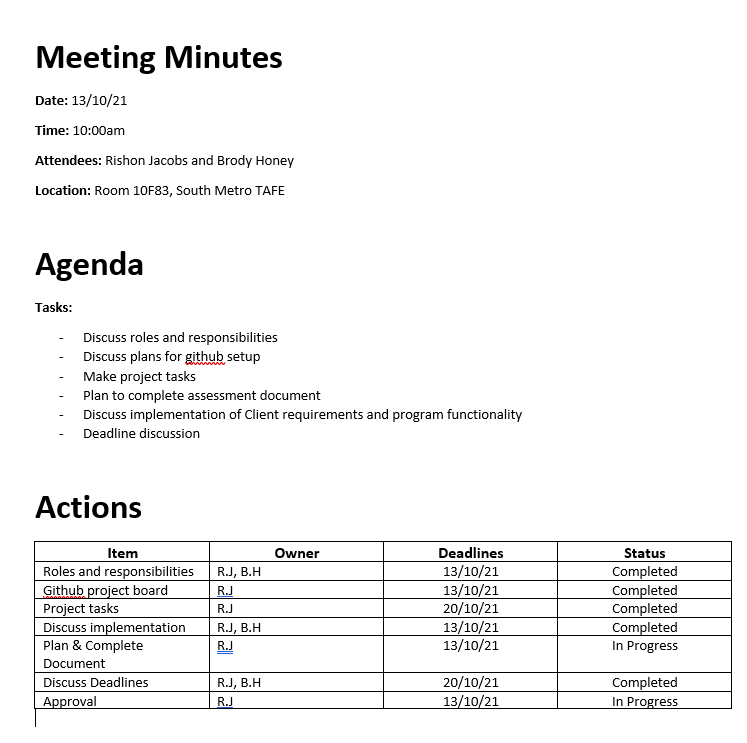 Meeting Minutes
Date: 13/10/21
Time: 10:00am
Attendees: Rishon Jacobs and Brody Honey
Location: Room 10F83, South Metro TAFE
Agenda
Tasks:
- Discuss roles and responsibilities
- Discuss plans for github setup
- Make project tasks
- Plan to complete assessment document
- Discuss implementation of Client requirements and program functionality
- Deadline discussion
Actions
Item Owner Deadlines Status
Roles and responsibilities R.J, B.H 13/10/21 Completed
Github project board R.J 13/10/21 Completed
Project tasks R.J 20/10/21 Completed
Discuss implementation R.J, B.H 13/10/21 Completed
Plan & Complete R.J 13/10/21 In Progress
Document
Discuss Deadlines R.J, B.H 20/10/21 Completed
Approval R.J 13/10/21 In Progress